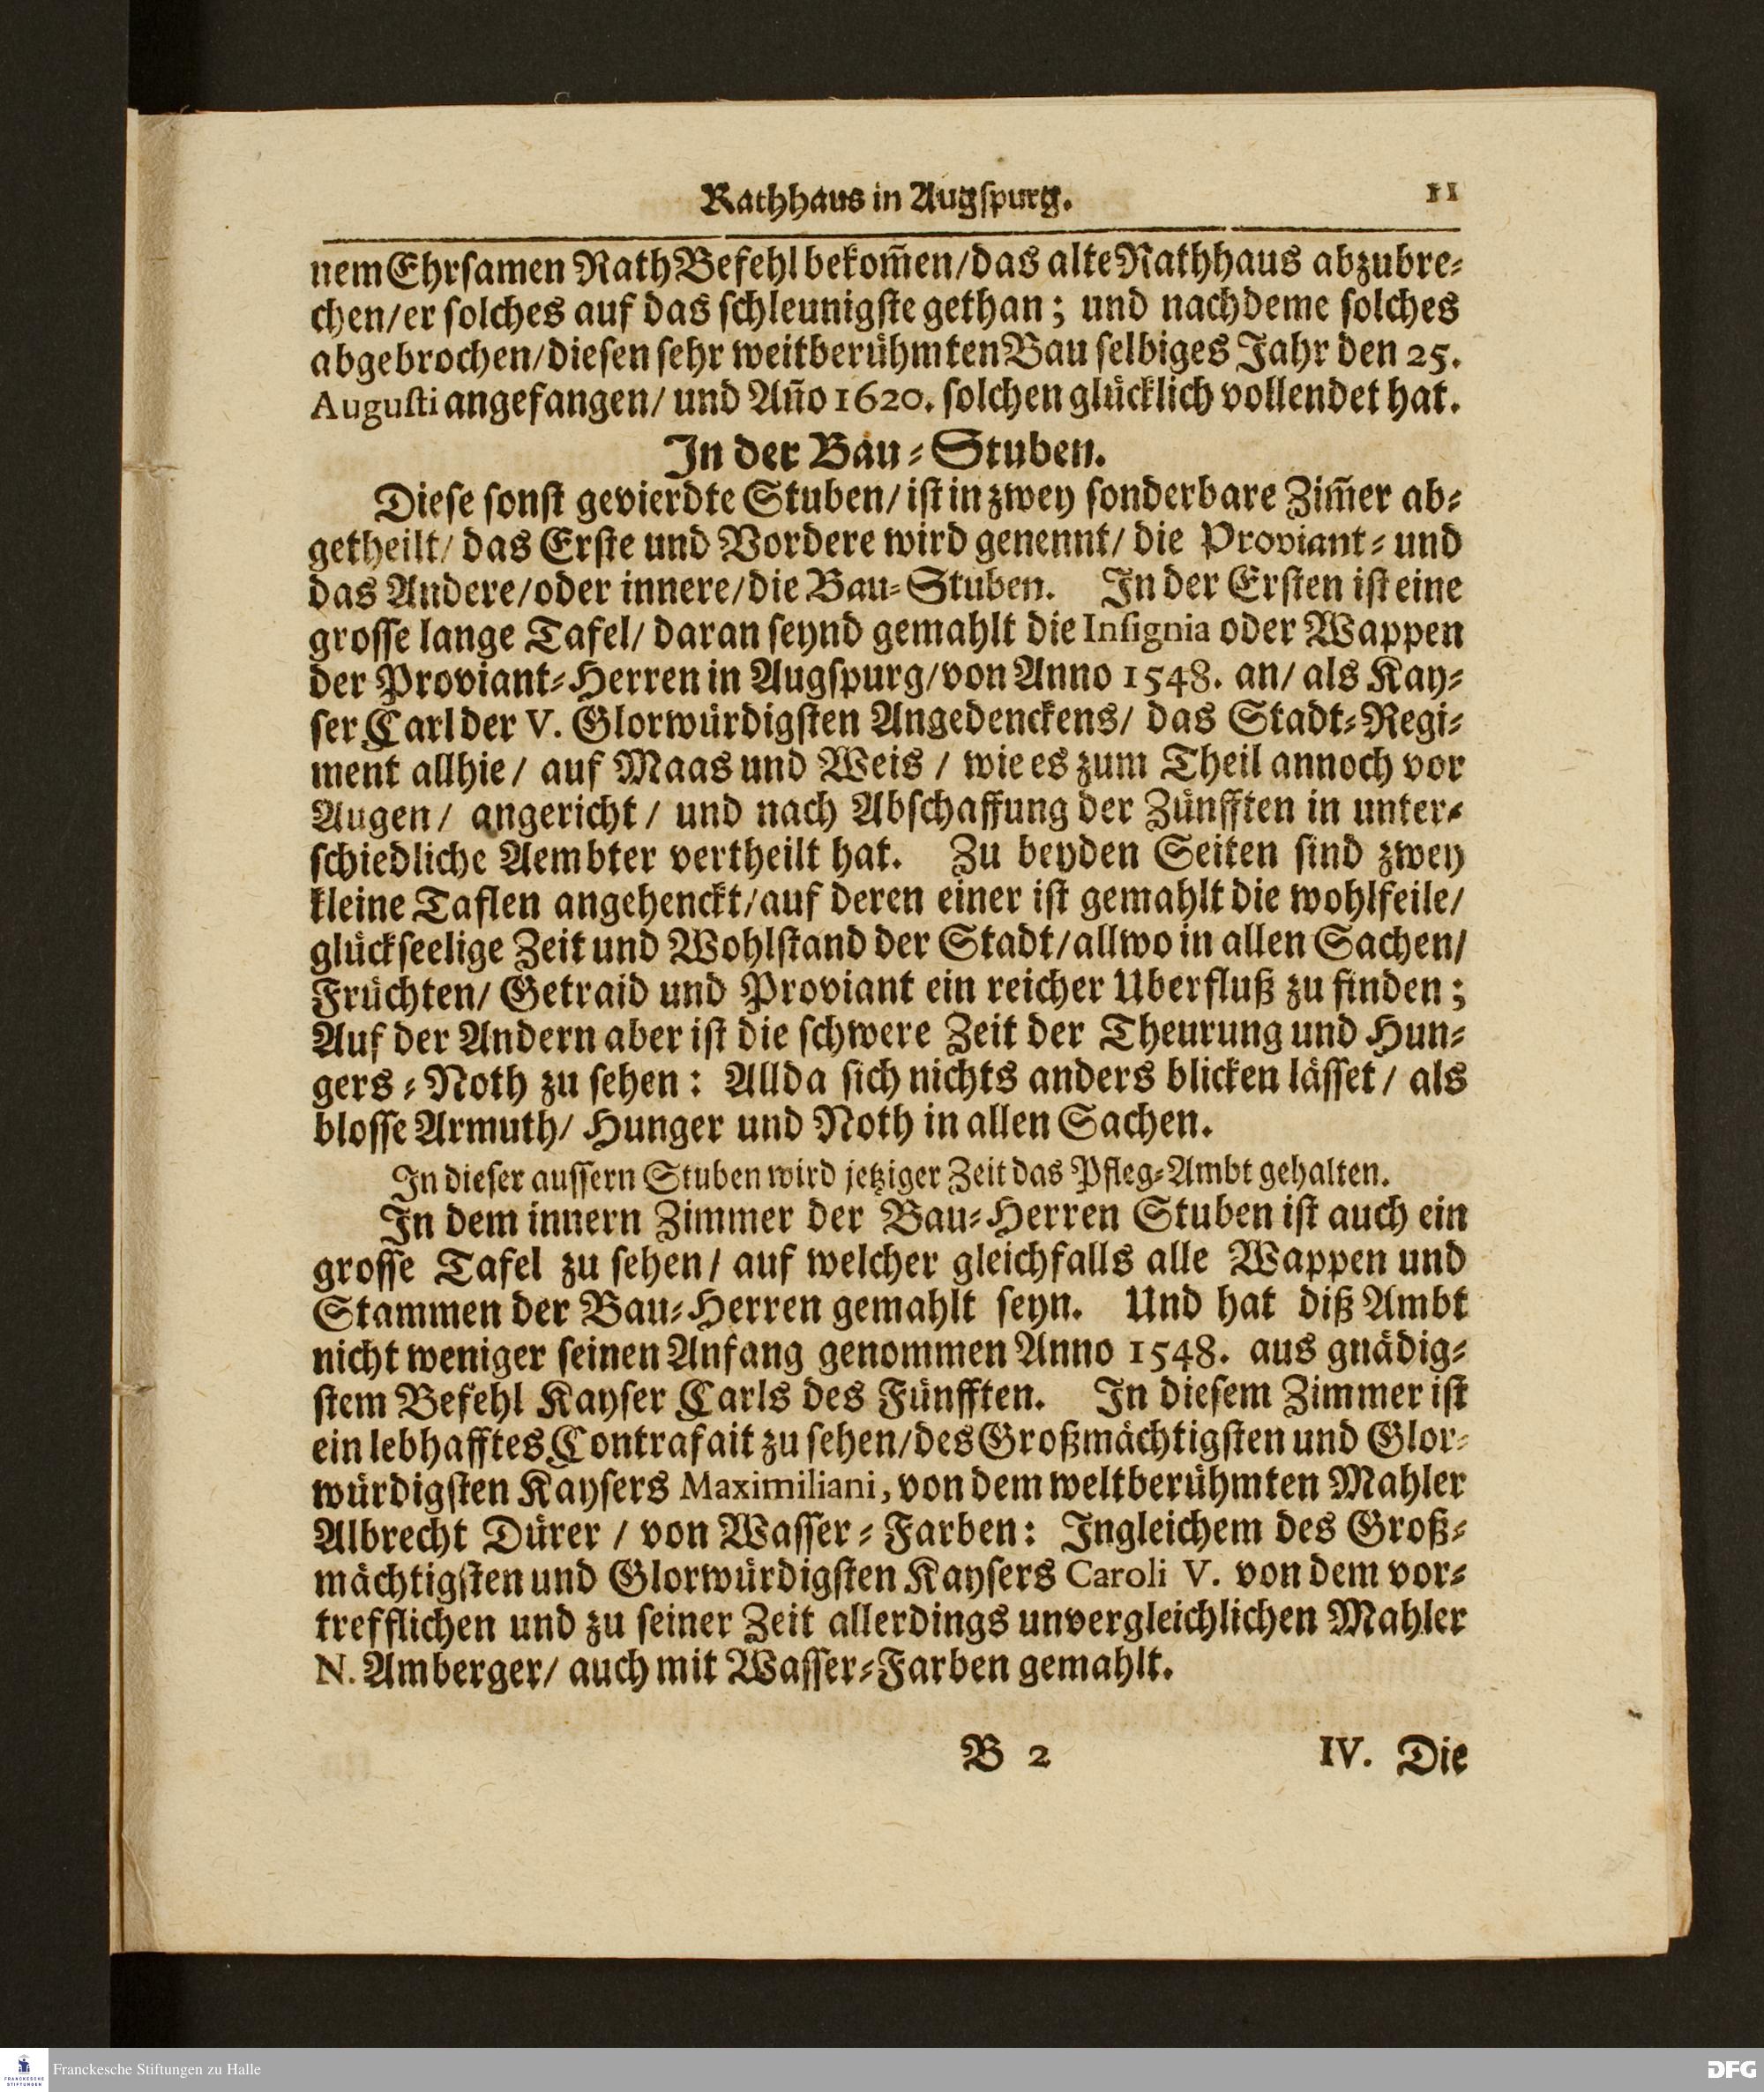 Rathhaus in Augſpurg. 11
nem Ehrſamen Rath Befehl bekom̃en/das alte Rathhaus abzubre⸗
chen/er ſolches auf das ſchleunigſte gethan; und nachdeme ſolches
abgebrochen/dieſen ſehr weitberühmten Bau ſelbiges Jahr den 25.
Auguſti angefangen/ und Añno 1620. ſolchen glücklich vollendet hat.
In der Bau⸗Stuben.
Dieſe ſonſt gevierdte Stuben/ iſt in zwey ſonderbare Zim̃er ab⸗
getheilt/ das Erſte und Vordere wird genennt/ die Proviant⸗ und
das Andere/oder innere/die Bau⸗Stuben. In der Erſten iſt eine
groſſe lange Tafel/ daran ſeynd gemahlt die Inſignia oder Wappen
der Proviant⸗Herren in Augſpurg/von Anno 1548. an/ als Kay⸗
ſer Carl der V. Glorwürdigſten Angedenckens/ das Stadt⸗Regi⸗
ment allhie/ auf Maas und Weis / wie es zum Theil annoch vor
Augen/ angericht/ und nach Abſchaffung der Zünfften in unter⸗
ſchiedliche Aembter vertheilt hat. Zu beyden Seiten ſind zwey
kleine Taflen angehenckt/auf deren einer iſt gemahlt die wohlfeile/
glückſeelige Zeit und Wohlſtand der Stadt/allwo in allen Sachen/
Früchten/ Getraid und Proviant ein reicher Uberfluß zu finden;
Auf der Andern aber iſt die ſchwere Zeit der Theurung und Hun⸗
gers⸗Noth zu ſehen: Allda ſich nichts anders blicken läſſet/ als
bloſſe Armuth/ Hunger und Noth in allen Sachen.
In dieſer auſſern Stuben wird jetziger Zeit das Pfleg⸗Ambt gehalten.
In dem innern Zimmer der Bau⸗Herren Stuben iſt auch ein
groſſe Tafel zu ſehen/ auf welcher gleichfalls alle Wappen und
Stammen der Bau⸗Herren gemahlt ſeyn. Und hat diß Ambt
nicht weniger ſeinen Anfang genommen Anno 1548. aus gnädig⸗
ſtem Befehl Kayſer Carls des Fünfften. In dieſem Zimmer iſt
ein lebhafftes Contrafait zu ſehen/des Großmächtigſten und Glor⸗
würdigſten Kayſers Maximiliani, von dem weltberühmten Mahler
Albrecht Dürer / von Waſſer⸗Farben: Ingleichem des Groß⸗
mächtigſten und Glorwürdigſten Kayſers Caroli V. von dem vor⸗
trefflichen und zu ſeiner Zeit allerdings unvergleichlichen Mahler
N. Amberger/ auch mit Waſſer⸗Farben gemahlt.
B 2 IV. Die
FRANCKESCHE
STIFTUNGEN
Franckesche Stiftungen zu Halle
DFG